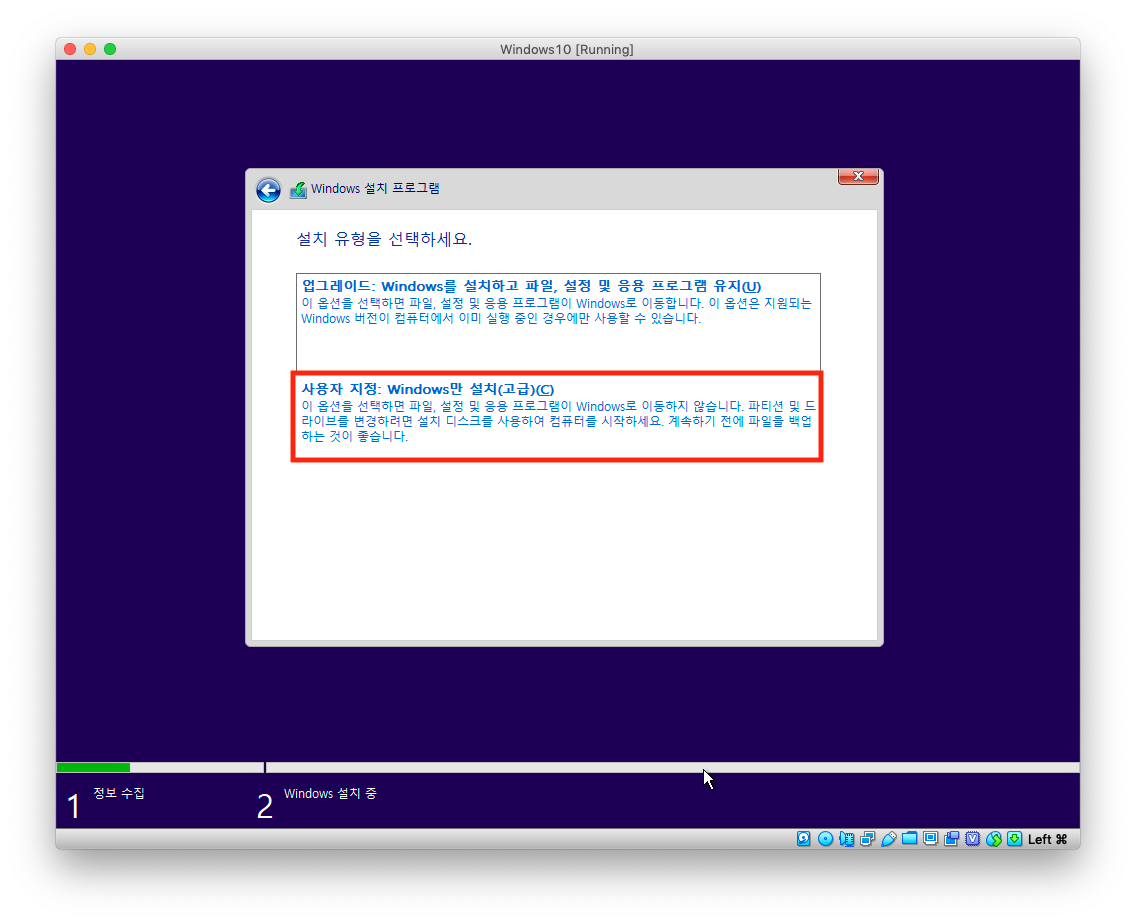 Windows10 [Running]
Windows 설치 프로그램
설치 유형을 선택하세요.
업그레이드: Windows를 설치하고 파일, 설정 및 응용 프로그램 유지(U)
이 옵션을 선택하면 파일, 설정 및 응용 프로그램이 Windows로 이동합니다. 이 옵션은 지원되는
Windows 버전이 컴퓨터에서 이미 실행 중인 경우에만 사용할 수 있습니다.
사용자 지정: Windows만 설치(고급)(C)
이 옵션을 선택하면 파일, 설정 및 응용 프로그램이 Windows로 이동하지 않습니다. 파티션 및 드
라이브를 변경하려면 설치 디스크를 사용하여 컴퓨터를 시작하세요. 계속하기 전에 파일을 백업
하는 것이 좋습니다.
1 정보 수집
2 Windows 설치 중
Left ⌘